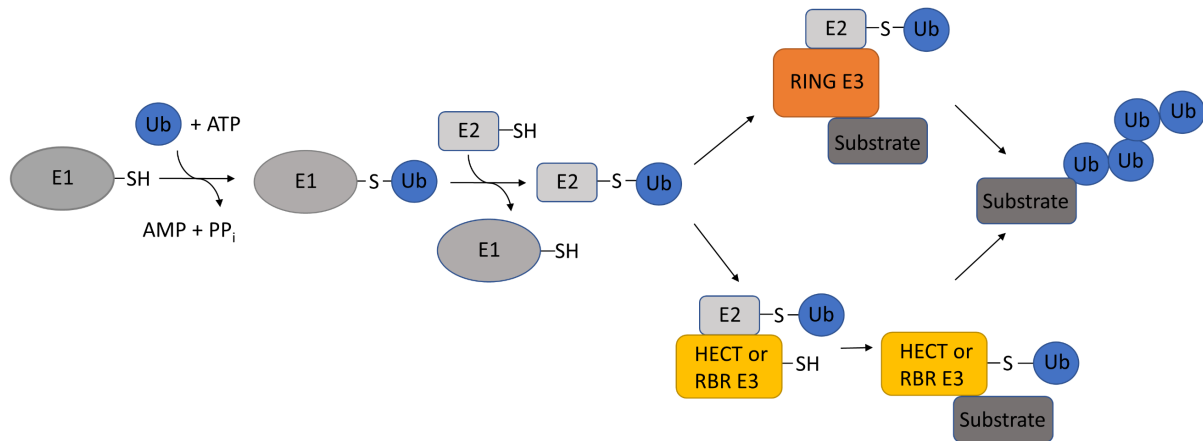 E1
SH
Ub + ATP
AMP + PPi
E1
S
Ub
E2
SH
E1
SH
E2
S
Ub
E2
S
Ub
RING E3
Substrate
E2
S
Ub
HECT or
RBR E3
SH
HECT or
RBR E3
S
Ub
Substrate
Ub
Ub
Ub
Ub
Substrate